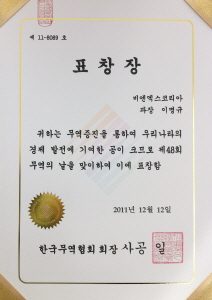 제 11-8089 호
표창장
비엔엑스코리아
과장 이명규
귀하는 무역증진을 통하여 우리나라의
경제 발전에 기여한 공이 크므로 제48회
무역의 날을 맞이하여 이에 표창함
2011년 12월 12일
한국무역협회회장 사공 일